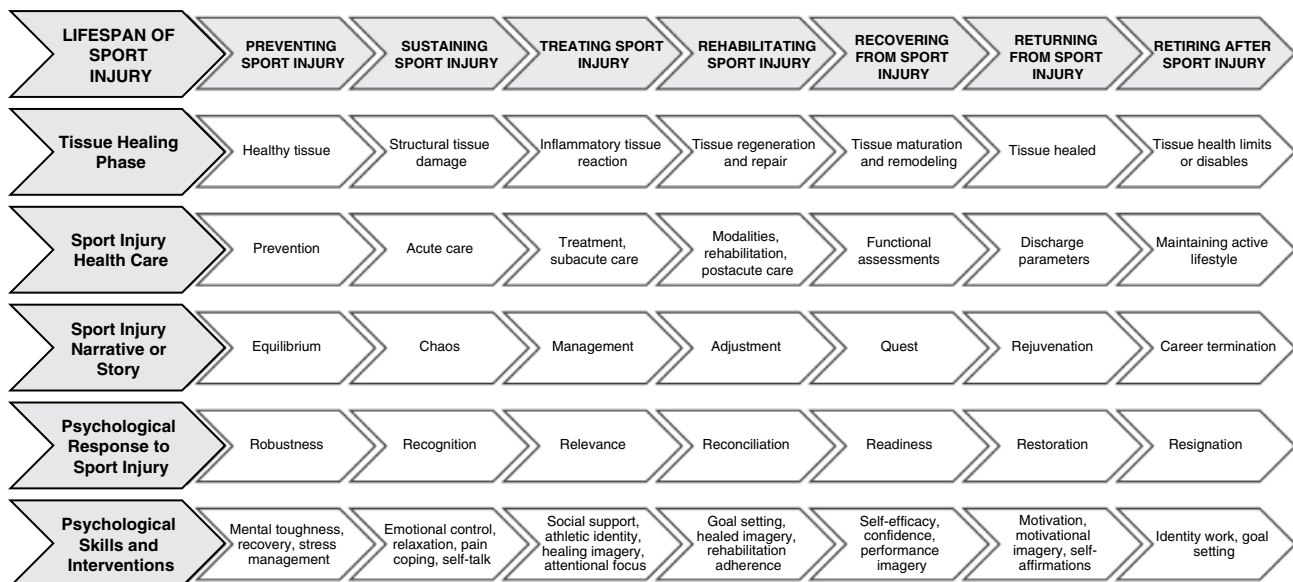 LIFESPAN OF
SPORT
INJURY
PREVENTING
SPORT INJURY
SUSTAINING
SPORT INJURY
TREATING SPORT
INJURY
REHABILITATING
SPORT INJURY
RECOVERING
FROM SPORT
INJURY
RETURNING
FROM SPORT
INJURY
RETIRING AFTER
SPORT INJURY
Tissue Healing
Phase
Healthy tissue
Structural tissue
damage
Inflammatory tissue
reaction
Tissue regeneration
and repair
Tissue maturation
and remodeling
Tissue healed
Tissue health limits
or disables
Sport Injury
Health Care
Prevention
Acute care
Treatment,
subacute care
Modalities,
rehabilitation,
postacute care
Functional
assessments
Discharge
parameters
Maintaining active
lifestyle
Sport Injury
Narrative or
Story
Equilibrium
Chaos
Management
Adjustment
Quest
Rejuvenation
Career termination
Psychological
Response to
Sport Injury
Robustness
Recognition
Relevance
Reconciliation
Readiness
Restoration
Resignation
Psychological
Skills and
Interventions
Mental toughness,
recovery, stress
management
Emotional control,
relaxation, pain
coping, self-talk
Social support,
athletic identity,
healing imagery,
attentional focus
Goal setting,
healed imagery,
rehabilitation
adherence
Self-efficacy,
confidence,
performance
imagery
Motivation,
motivational
imagery, self-
affirmations
Identity work, goal
setting